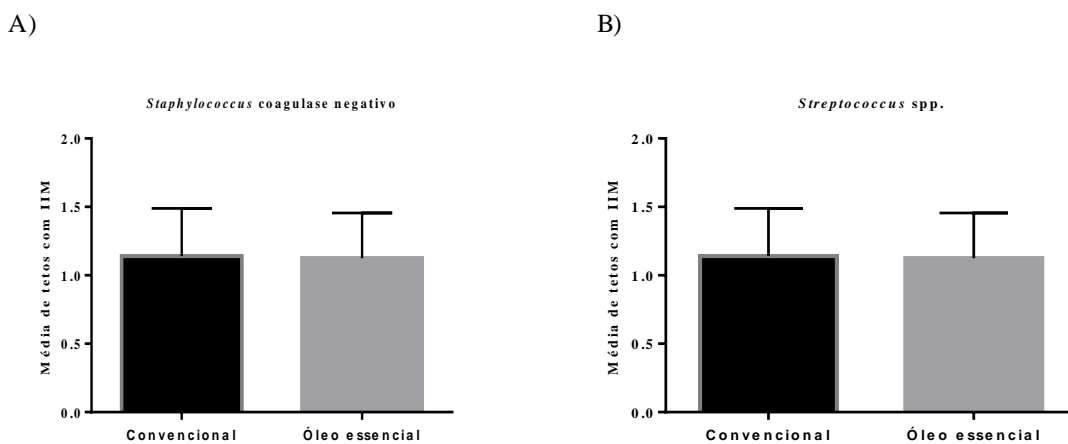 A)
B)
Staphylococcus coagulase negativo
Média de tetos com IIM
2.0
1.5
1.0
0.5
0.0
Convencional
Óleo essencial
Streptococcus spp.
Média de tetos com IIM
2.0
1.5
1.0
0.5
0.0
Convencional
Óleo essencial